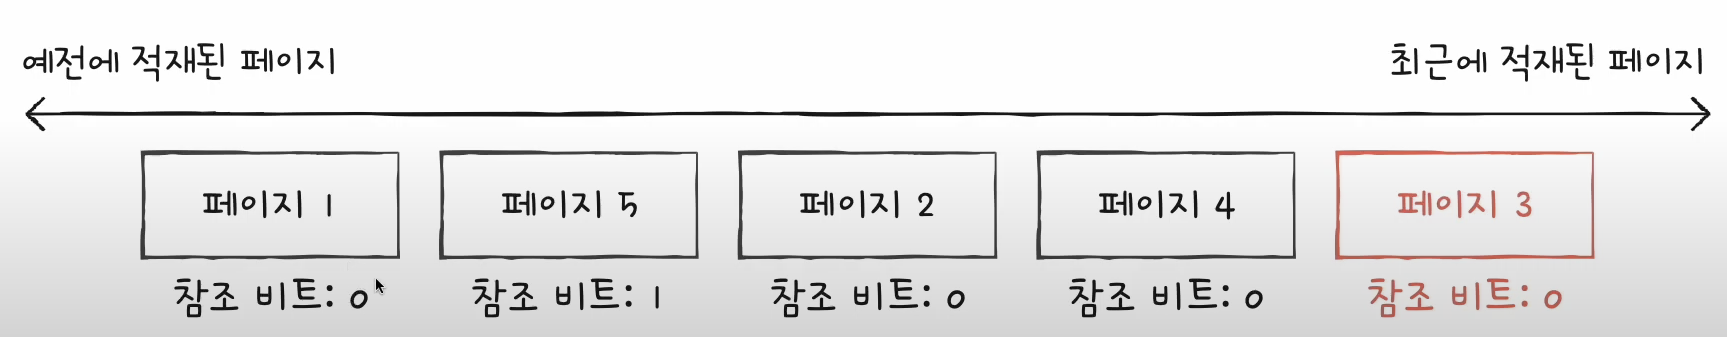 예전에 적재된 페이지
최근에 적재된 페이지
페이지 1
페이지 5
페이지 2
페이지 4
페이지 3
참조 비트: 0
참조 비트: 1
참조 비트: 0
참조 비트: 0
참조 비트: 0